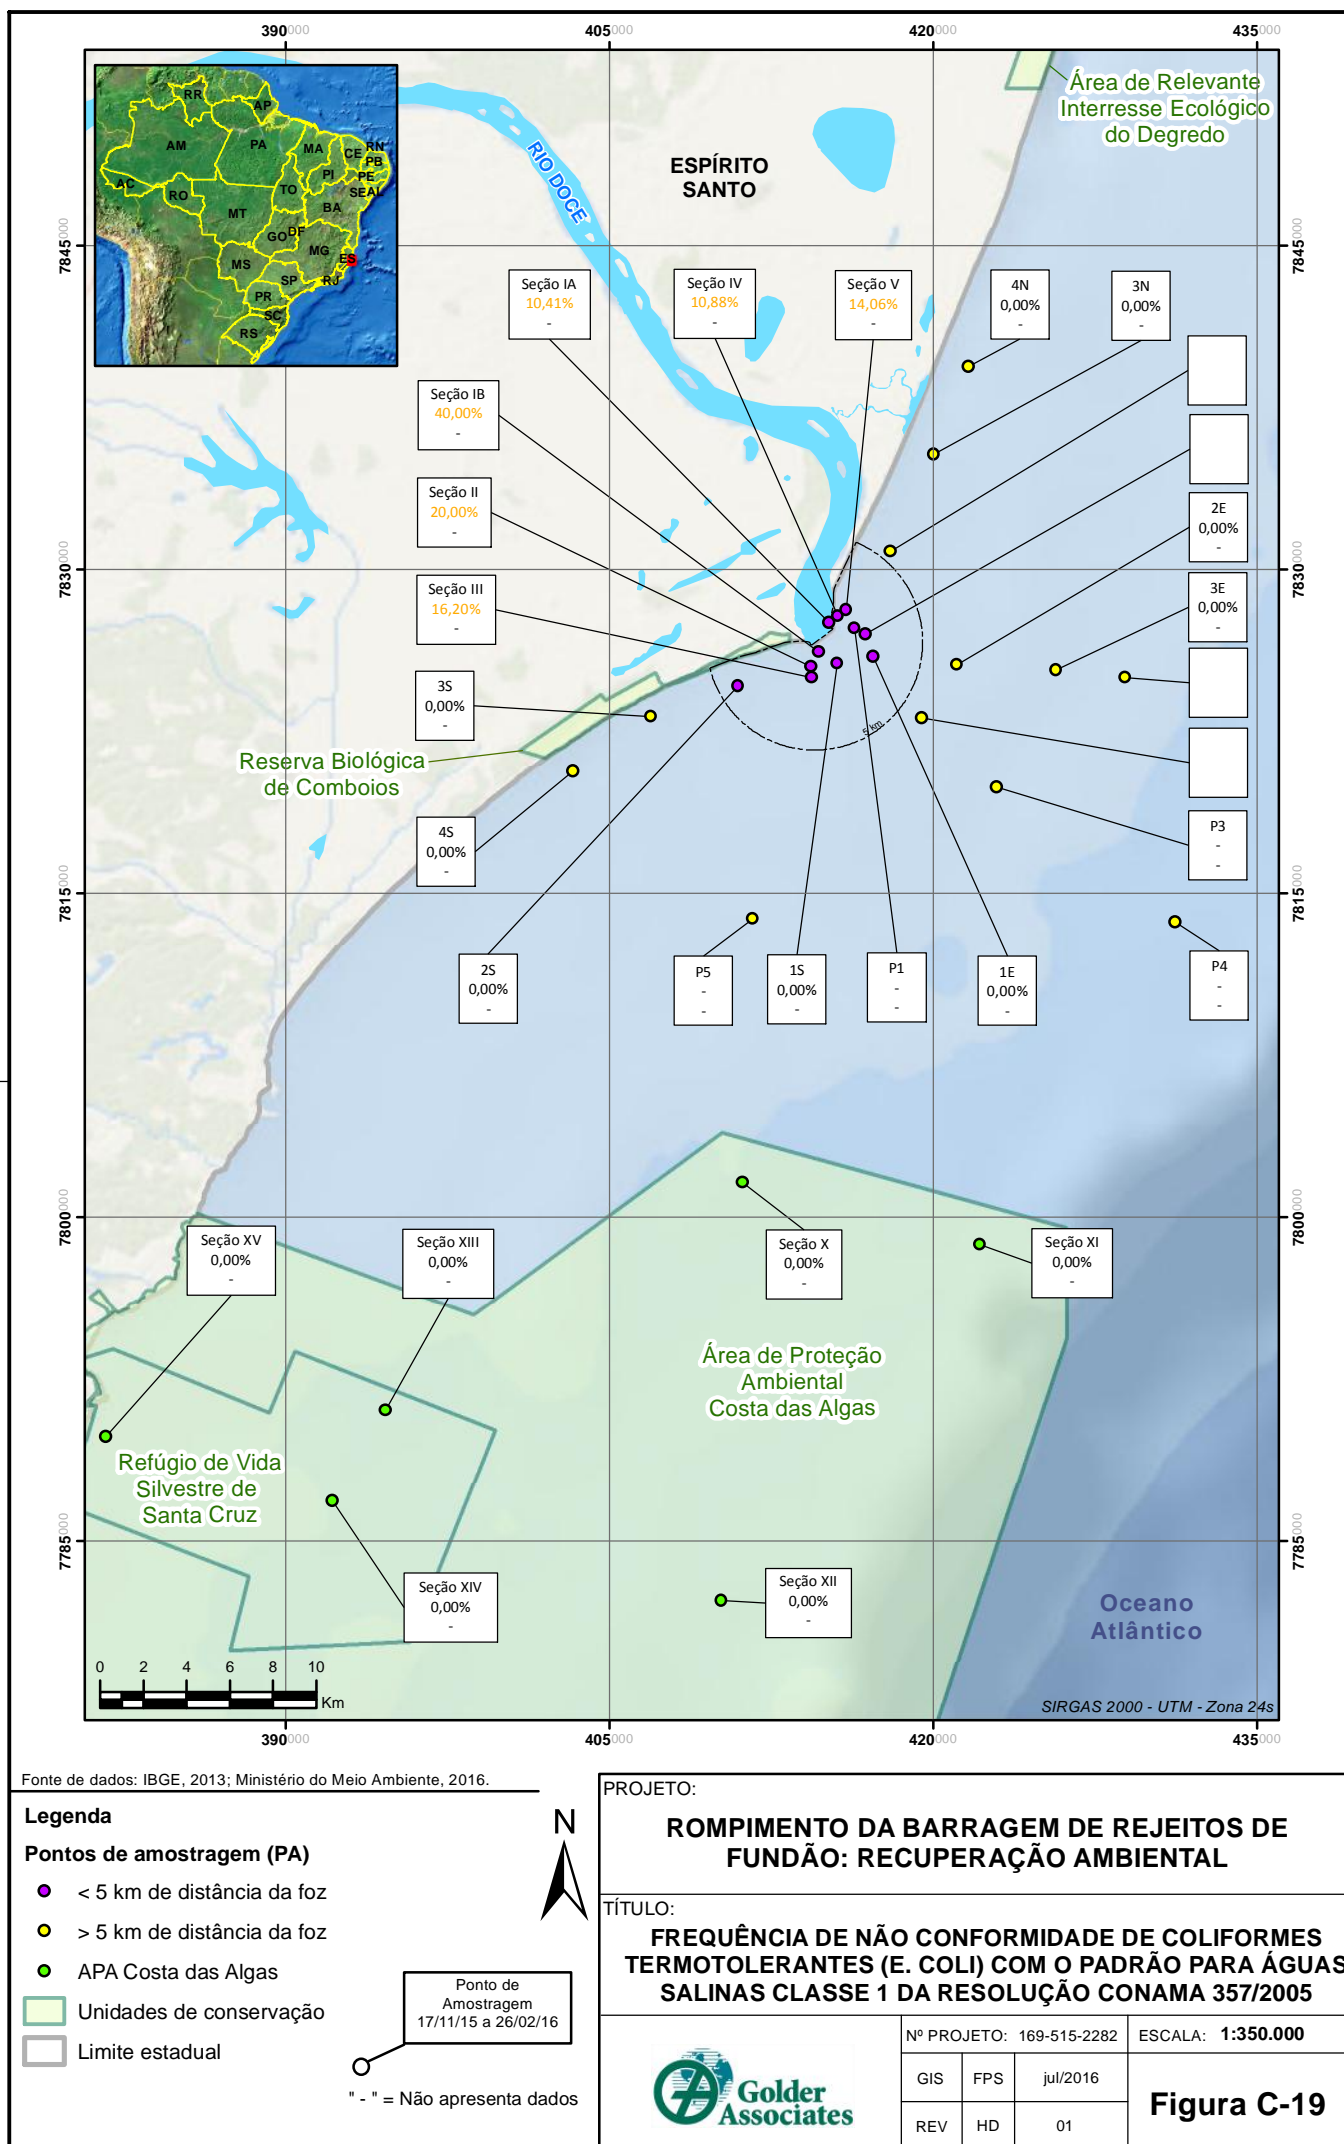 390000
405000
420000
435000
RR
AP
AM
PA
MA
CE
RN
PB
PE
PI
AC
RO
TO
SE
AL
BA
MT
DF
GO
MG
ES
MS
SP
RJ
PR
SC
RS
RIO DOCE
ESPÍRITO
SANTO
Área de Relevante
Interresse Ecológico
do Degredo
7845000
7845000
Seção IA
10,41%
-
Seção IV
10,88%
-
Seção V
14,06%
-
4N
0,00%
-
3N
0,00%
-
Seção IB
40,00%
-
Seção II
20,00%
-
2E
0,00%
-
7830000
7830000
Seção III
16,20%
-
3E
0,00%
-
3S
0,00%
-
5 km
Reserva Biológica
de Comboios
4S
0,00%
-
P3
-
-
7815000
7815000
2S
0,00%
-
P5
-
-
1S
0,00%
-
P1
-
-
1E
0,00%
-
P4
-
-
7800000
7800000
Seção XV
0,00%
-
Seção XIII
0,00%
-
Seção X
0,00%
-
Seção XI
0,00%
-
Área de Proteção
Ambiental
Costa das Algas
Refúgio de Vida
Silvestre de
Santa Cruz
7785000
7785000
Seção XIV
0,00%
-
Seção XII
0,00%
-
Oceano
Atlântico
0 2 4 6 8 10
Km
SIRGAS 2000 - UTM - Zona 24s
390000
405000
420000
435000
Fonte de dados: IBGE, 2013; Ministério do Meio Ambiente, 2016.
Legenda
Pontos de amostragem (PA)
< 5 km de distância da foz
> 5 km de distância da foz
APA Costa das Algas
Unidades de conservação
Limite estadual
N
Ponto de
Amostragem
17/11/15 a 26/02/16
" - " = Não apresenta dados
PROJETO:
ROMPIMENTO DA BARRAGEM DE REJEITOS DE
FUNDÃO: RECUPERAÇÃO AMBIENTAL
TÍTULO:
FREQUÊNCIA DE NÃO CONFORMIDADE DE COLIFORMES
TERMOTOLERANTES (E. COLI) COM O PADRÃO PARA ÁGUAS
SALINAS CLASSE 1 DA RESOLUÇÃO CONAMA 357/2005
Golder
Associates
Nº PROJETO: 169-515-2282
ESCALA: 1:350.000
GIS FPS jul/2016
REV HD 01
Figura C-19